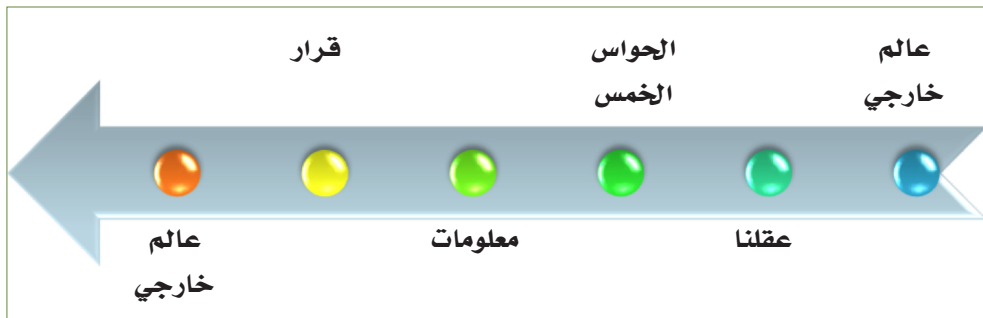 عالم
خارجي
عقلنا
الحواس
الخمس
معلومات
قرار
عالم
خارجي